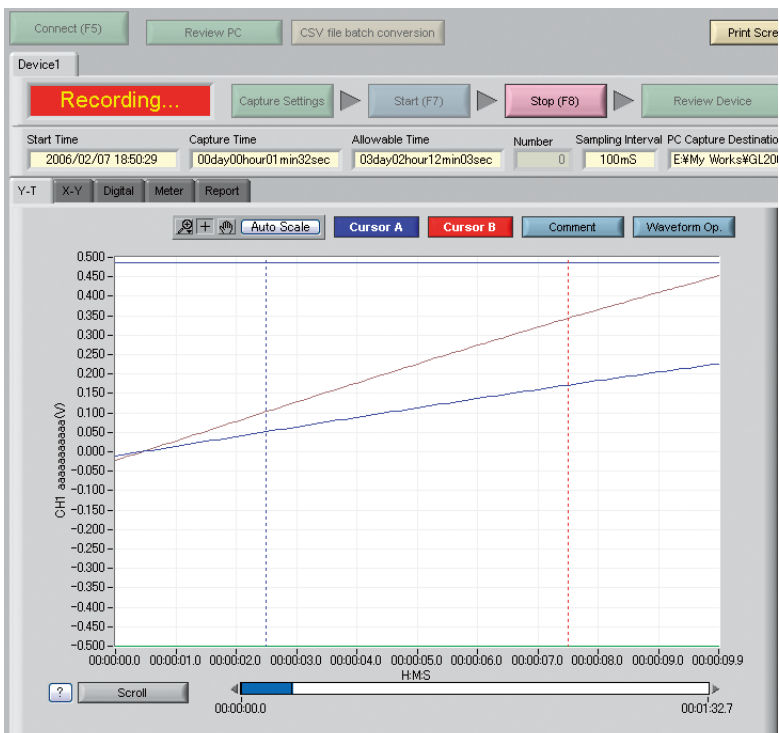 Connect (F5) Review PC CSV file batch conversion Print Scre
Device1
Recording... Capture Settings Start (F7) Stop (F8) Review Device
Start Time Capture Time Allowable Time Number Sampling Interval PC Capture Destinatio
2006/02/07 18:50:29 00day00hour01min32sec 03day02hour12min03sec 0 100mS E:¥My Works¥GL20
Y-T X-Y Digital Meter Report
Auto Scale Cursor A Cursor B Comment Waveform Op.
0.500
0.450
0.400
0.350
0.300
0.250
0.200
0.150
0.100
0.050
0.000
-0.050
-0.100
-0.150
-0.200
-0.250
-0.300
-0.350
-0.400
-0.450
-0.500
CH1 aaaaaaaaaaa(V)
00:00:00.0 00:00:01.0 00:00:02.0 00:00:03.0 00:00:04.0 00:00:05.0 00:00:06.0 00:00:07.0 00:00:08.0 00:00:09.0 00:00:09.9
H:M:S
? Scroll
00:00:00.0 00:01:32.7